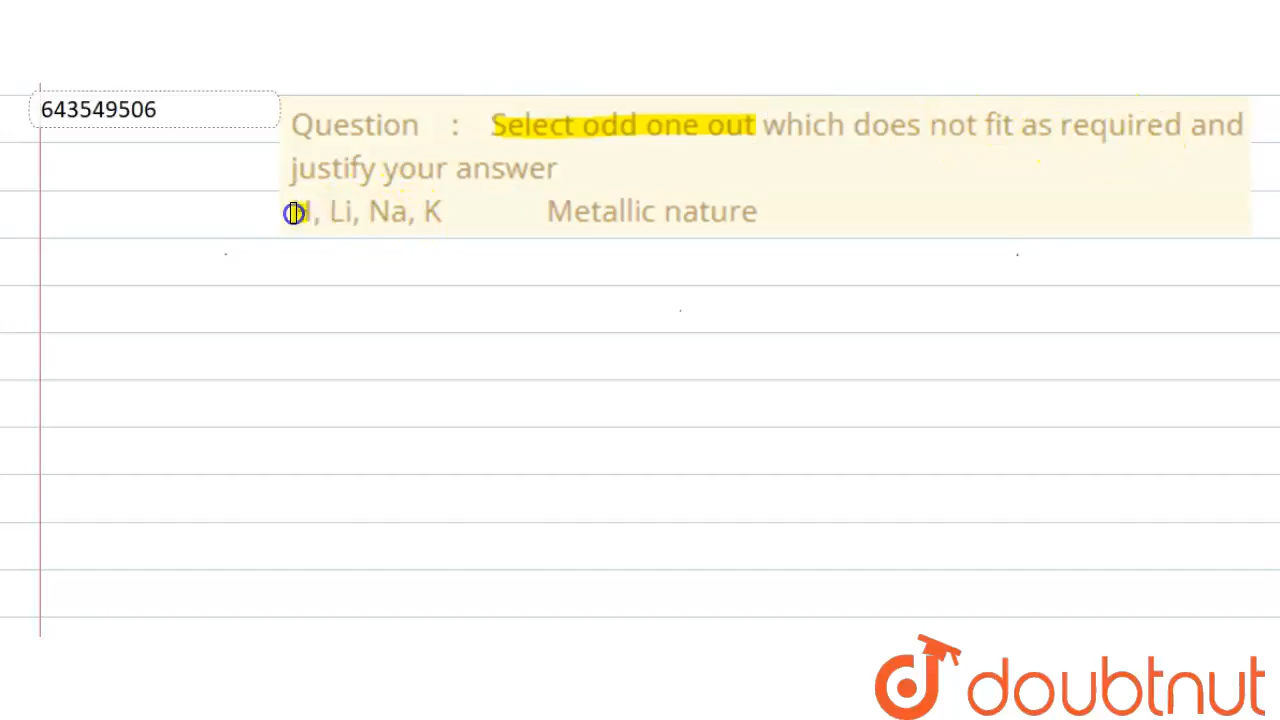 643549506
Question : Select odd one out which does not fit as required and
justify your answer
, Li, Na, K Metallic nature
doubtnut